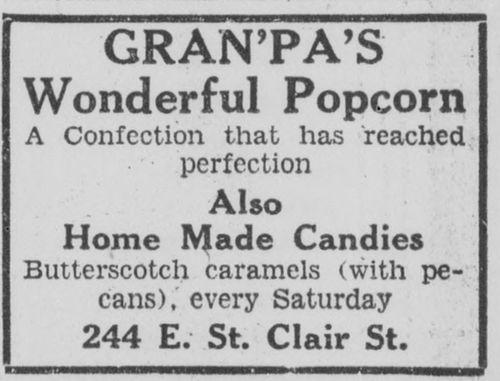 GRAN'PA'S
Wonderful Popcorn
A Confection that has reached
perfection
Also
Home Made Candies
Butterscotch caramels (with pe-
cans), every Saturday
244 E. St. Clair St.